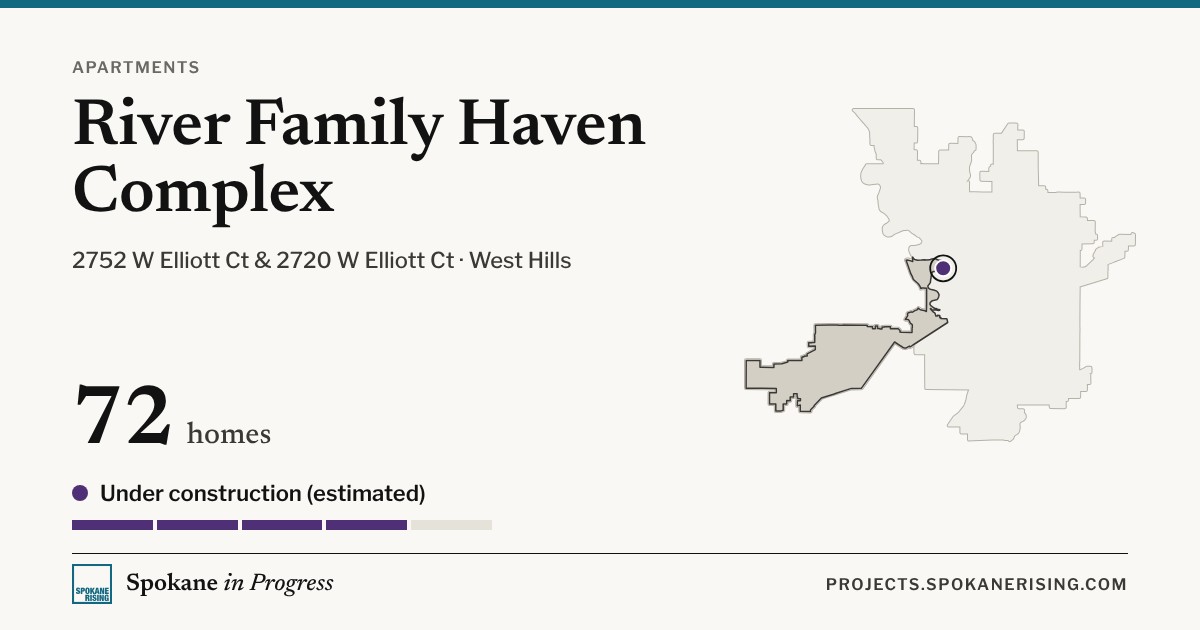 APARTMENTS
River Family Haven
Complex
2752 W Elliott Ct & 2720 W Elliott Ct · West Hills
72 homes
Under construction (estimated)
SPOKANE
RISING
Spokane in Progress
PROJECTS.SPOKANERISING.COM